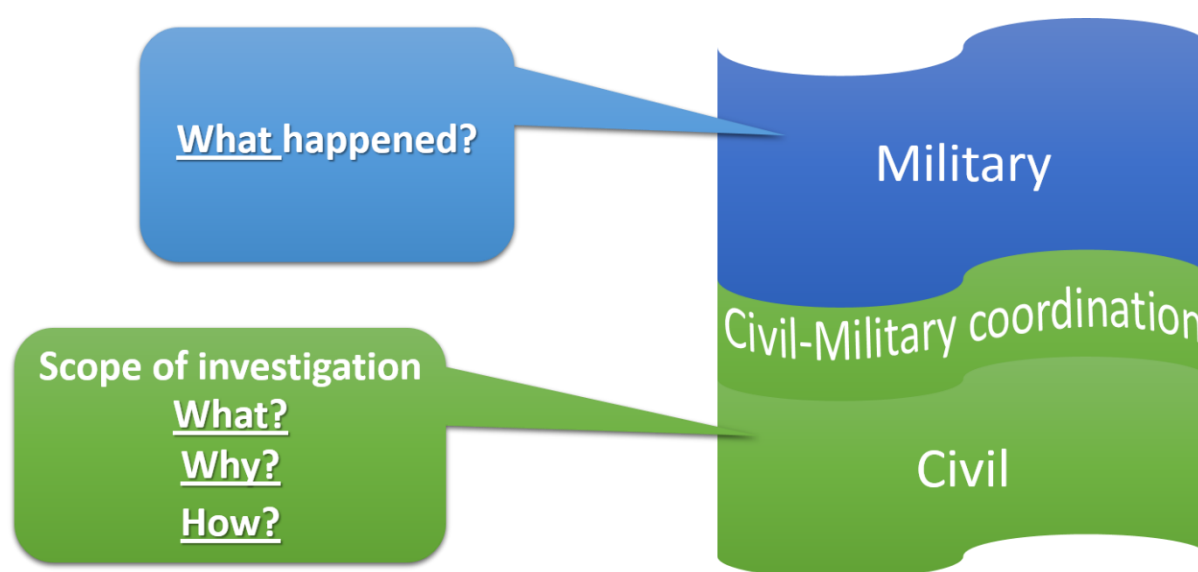 What happened?
Military
Civil-Military coordination
Scope of investigation
What?
Why?
How?
Civil